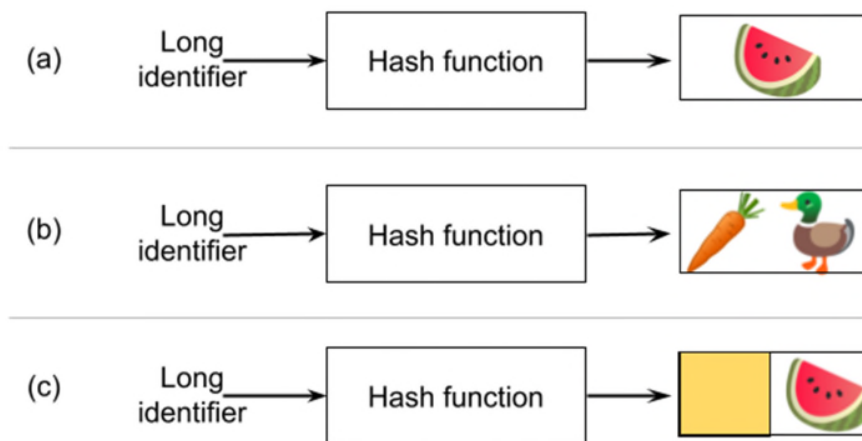 (a)
Long
identifier
Hash function
(b)
Long
identifier
Hash function
(c)
Long
identifier
Hash function